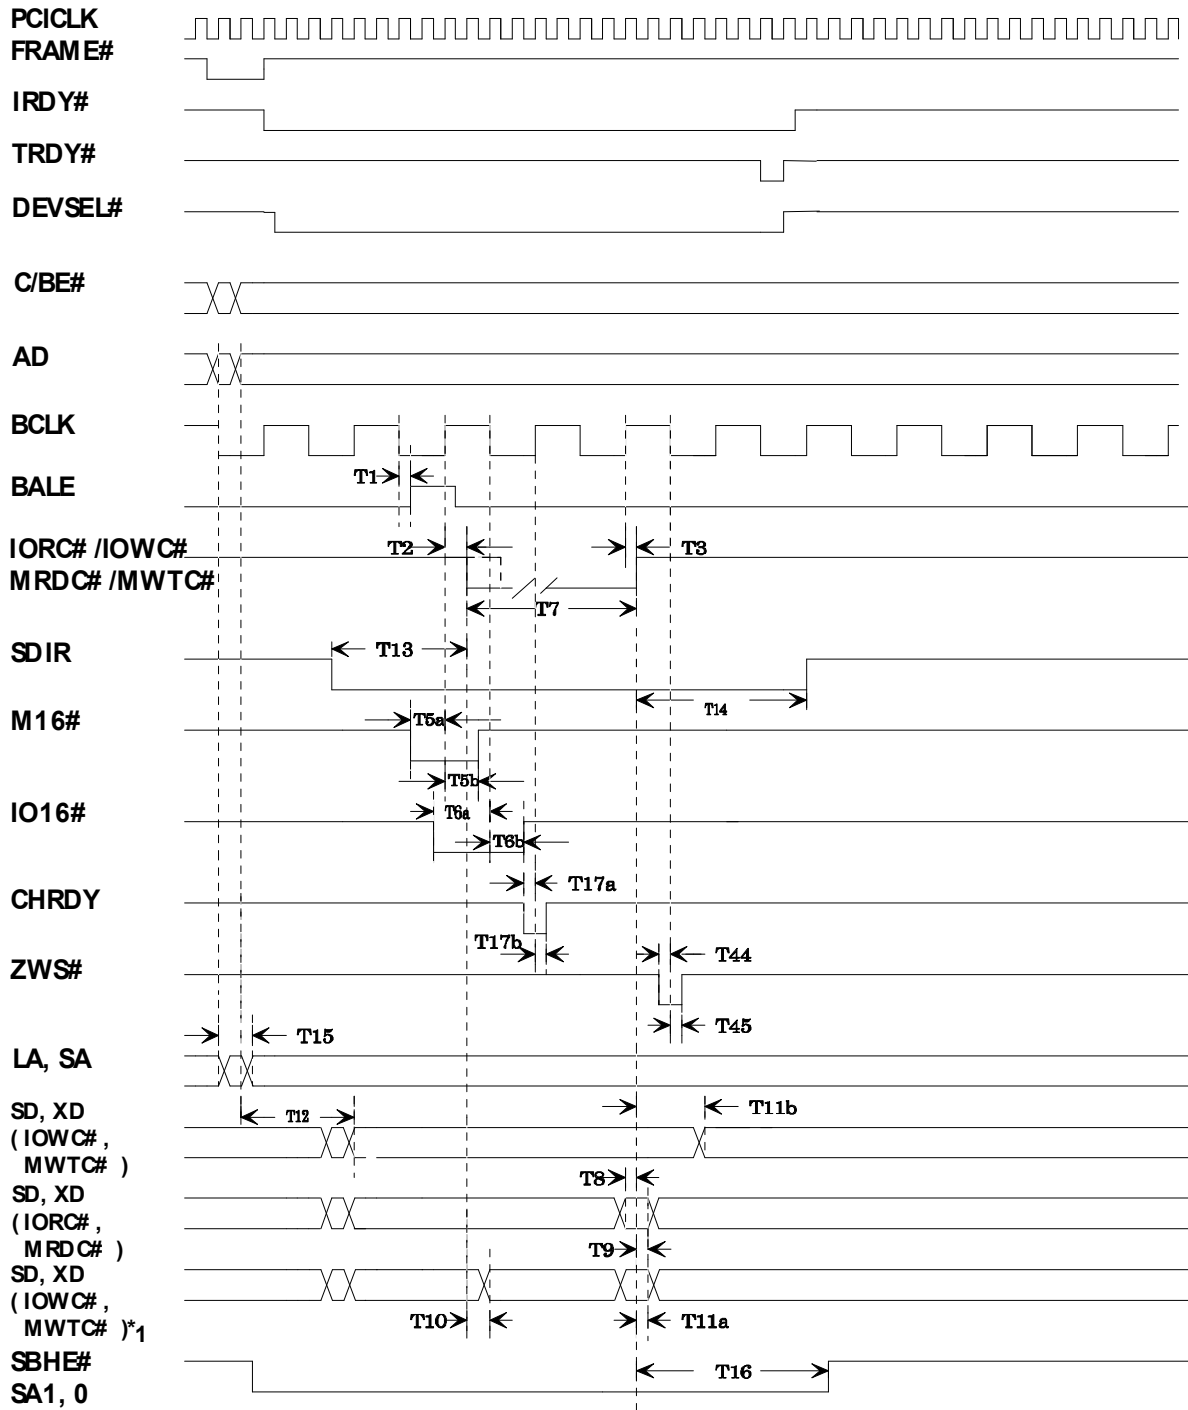 PCICLK
FRAME#
IRDY#
TRDY#
DEVSEL#
C/BE#
AD
BCLK
T1
BALE
IORC# /IOWC#
T2
T3
MRDC# /MWTC#
T7
SDIR
T13
T14
M16#
T5a
T5b
IO16#
T6a
T6b
T17a
CHRDY
T17b
T44
ZWS#
T45
T15
LA, SA
SD, XD
T12
T11b
( IOWC# ,
MWTC# )
T8
SD, XD
( IORC# ,
MRDC# )
T9
SD, XD
( IOWC# ,
MWTC# )*1
T10
T11a
SBHE#
T16
SA1, 0